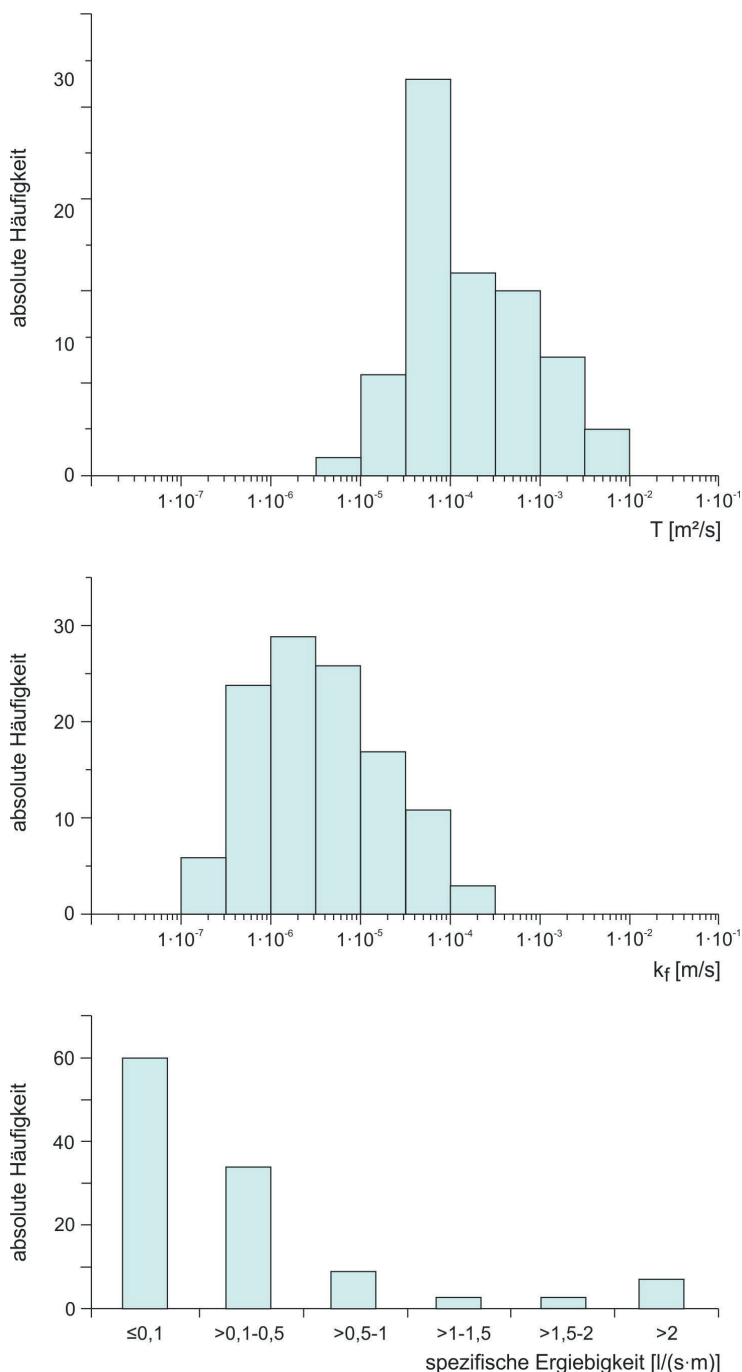 absolute Häufigkeit
30
20
10
0
1·10⁻⁷ 1·10⁻⁶ 1·10⁻⁵ 1·10⁻⁴ 1·10⁻³ 1·10⁻² 1·10⁻¹
T [m²/s]
absolute Häufigkeit
30
20
10
0
1·10⁻⁷ 1·10⁻⁶ 1·10⁻⁵ 1·10⁻⁴ 1·10⁻³ 1·10⁻² 1·10⁻¹
k_f [m/s]
absolute Häufigkeit
60
40
20
0
≤0,1 >0,1-0,5 >0,5-1 >1-1,5 >1,5-2 >2
spezifische Ergiebigkeit [l/(s·m)]